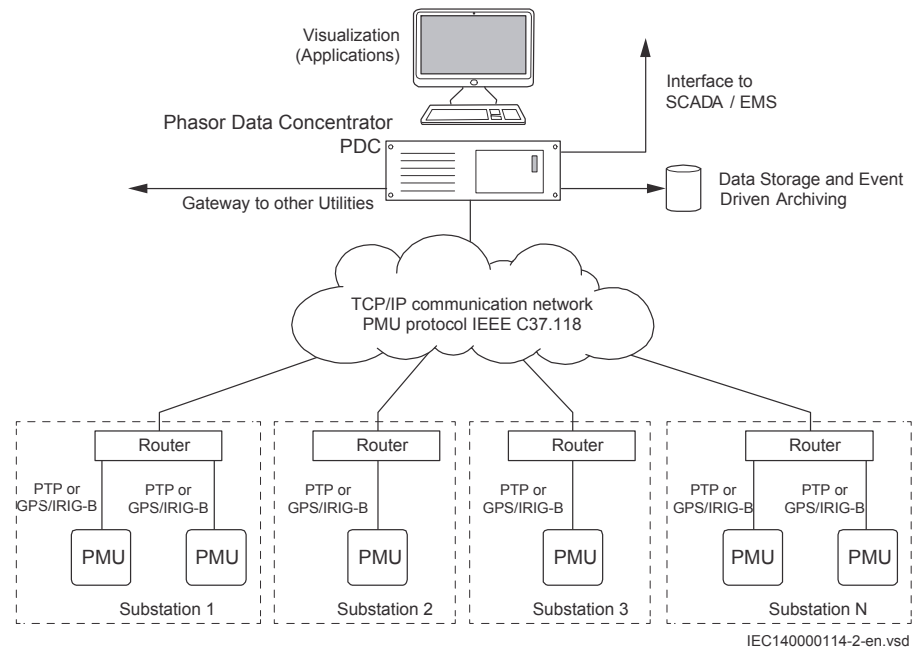 Visualization
(Applications)
Interface to
SCADA / EMS
Phasor Data Concentrator
PDC
Gateway to other Utilities
Data Storage and Event
Driven Archiving
TCP/IP communication network
PMU protocol IEEE C37.118
Router
Router
Router
Router
PTP or
GPS/IRIG-B
PTP or
GPS/IRIG-B
PTP or
GPS/IRIG-B
PTP or
GPS/IRIG-B
PTP or
GPS/IRIG-B
PTP or
GPS/IRIG-B
PMU
PMU
PMU
PMU
PMU
PMU
Substation 1
Substation 2
Substation 3
Substation N
IEC140000114-2-en.vsd